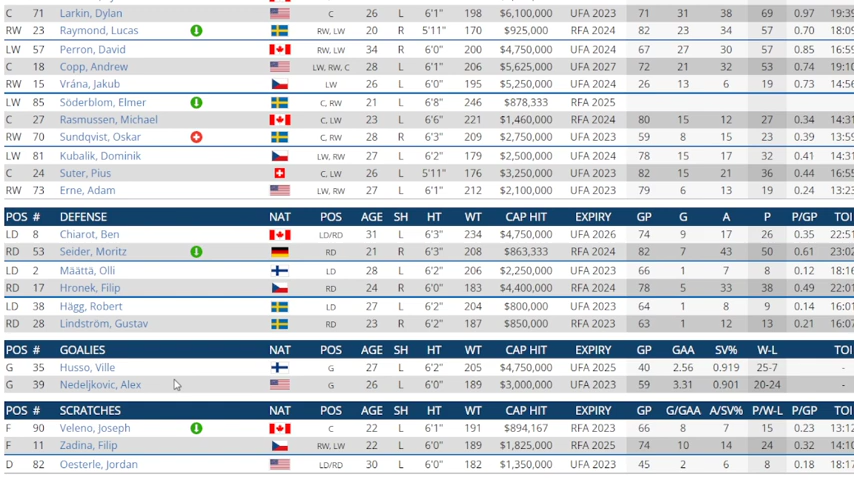 C 71 Larkin, Dylan C 26 L 6'1" 198 $6,100,000 UFA 2023 71 31 38 69 0.97 19:39
RW 23 Raymond, Lucas RW, LW 20 R 5'11" 170 $925,000 RFA 2024 82 23 34 57 0.70 18:09
LW 57 Perron, David RW, LW 34 R 6'0" 200 $4,750,000 UFA 2024 67 27 30 57 0.85 16:59
C 18 Copp, Andrew LW, RW, C 28 L 6'1" 206 $5,625,000 UFA 2027 72 21 32 53 0.74 19:10
RW 15 Vrána, Jakub LW 26 L 6'0" 195 $5,250,000 UFA 2024 26 13 6 19 0.73 14:56
LW 85 Söderblom, Elmer C, RW 21 L 6'8" 246 $878,333 RFA 2025
C 27 Rasmussen, Michael C, LW 23 L 6'6" 221 $1,460,000 RFA 2024 80 15 12 27 0.34 14:31
RW 70 Sundqvist, Oskar C, RW 28 R 6'3" 209 $2,750,000 UFA 2023 59 8 15 23 0.39 13:59
LW 81 Kubalik, Dominik LW, RW 27 L 6'2" 179 $2,500,000 UFA 2024 78 15 17 32 0.41 14:31
C 24 Suter, Pius C, LW 26 L 5'11" 176 $3,250,000 UFA 2023 82 15 21 36 0.44 16:55
RW 73 Erne, Adam LW, RW 27 L 6'1" 212 $2,100,000 UFA 2023 79 6 13 19 0.24 13:23
POS # DEFENSE NAT POS AGE SH HT WT CAP HIT EXPIRY GP G A P P/GP TOI
LD 8 Chiarot, Ben LD/RD 31 L 6'3" 234 $4,750,000 UFA 2026 74 9 17 26 0.35 22:51
RD 53 Seider, Moritz RD 21 R 6'3" 208 $863,333 RFA 2024 82 7 43 50 0.61 23:02
LD 2 Määttä, Olli LD 28 L 6'2" 206 $2,250,000 UFA 2023 66 1 7 8 0.12 18:16
RD 17 Hronek, Filip RD 24 R 6'0" 183 $4,400,000 RFA 2024 78 5 33 38 0.49 22:01
LD 38 Hägg, Robert LD 27 L 6'2" 204 $800,000 UFA 2023 64 1 8 9 0.14 16:01
RD 28 Lindström, Gustav RD 23 R 6'2" 187 $850,000 RFA 2023 63 1 12 13 0.21 16:07
POS # GOALIES NAT POS AGE SH HT WT CAP HIT EXPIRY GP GAA SV% W-L TOI
G 35 Husso, Ville G 27 L 6'2" 205 $4,750,000 UFA 2025 40 2.56 0.919 25-7 -
G 39 Nedeljkovic, Alex G 26 L 6'0" 189 $3,000,000 UFA 2023 59 3.31 0.901 20-24 -
POS # SCRATCHES NAT POS AGE SH HT WT CAP HIT EXPIRY GP G/GAA A/SV% P/W-L P/GP TOI
F 90 Veleno, Joseph C 22 L 6'1" 191 $894,167 RFA 2023 66 8 7 15 0.23 13:12
F 11 Zadina, Filip RW, LW 22 L 6'0" 189 $1,825,000 RFA 2025 74 10 14 24 0.32 14:10
D 82 Oesterle, Jordan LD/RD 30 L 6'0" 182 $1,350,000 UFA 2023 45 2 6 8 0.18 18:17